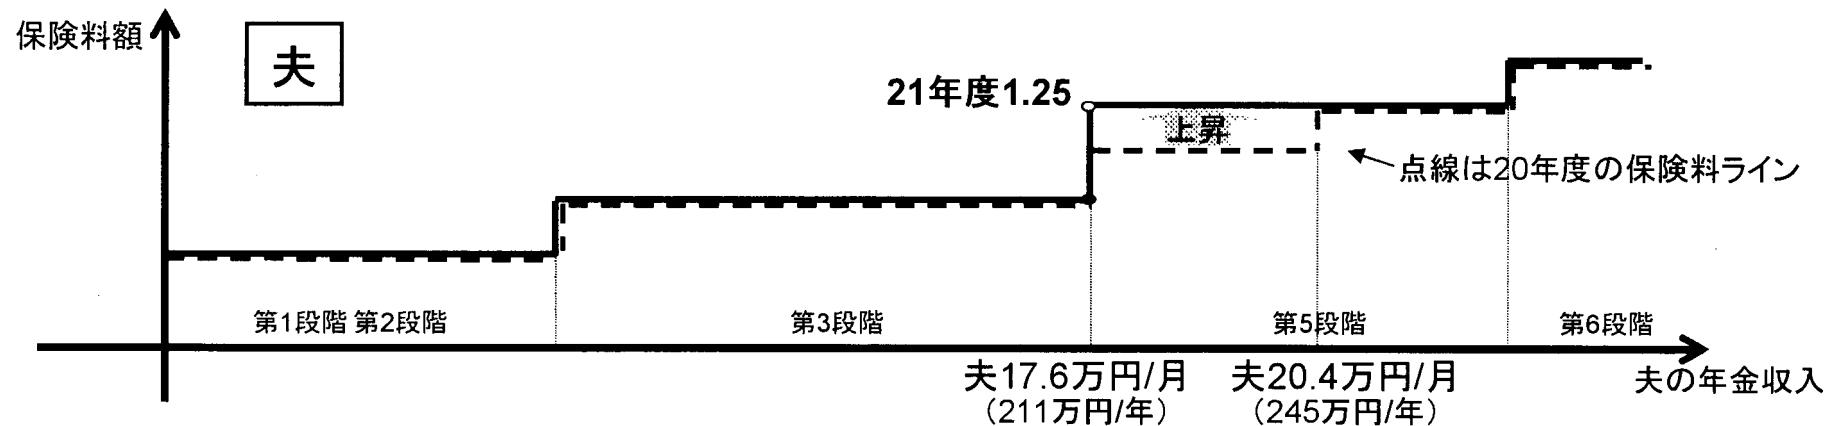 保険料額
夫
21年度1.25
上昇
点線は20年度の保険料ライン
第1段階 第2段階
第3段階
第5段階
第6段階
夫17.6万円/月
(211万円/年)
夫20.4万円/月
(245万円/年)
夫の年金収入